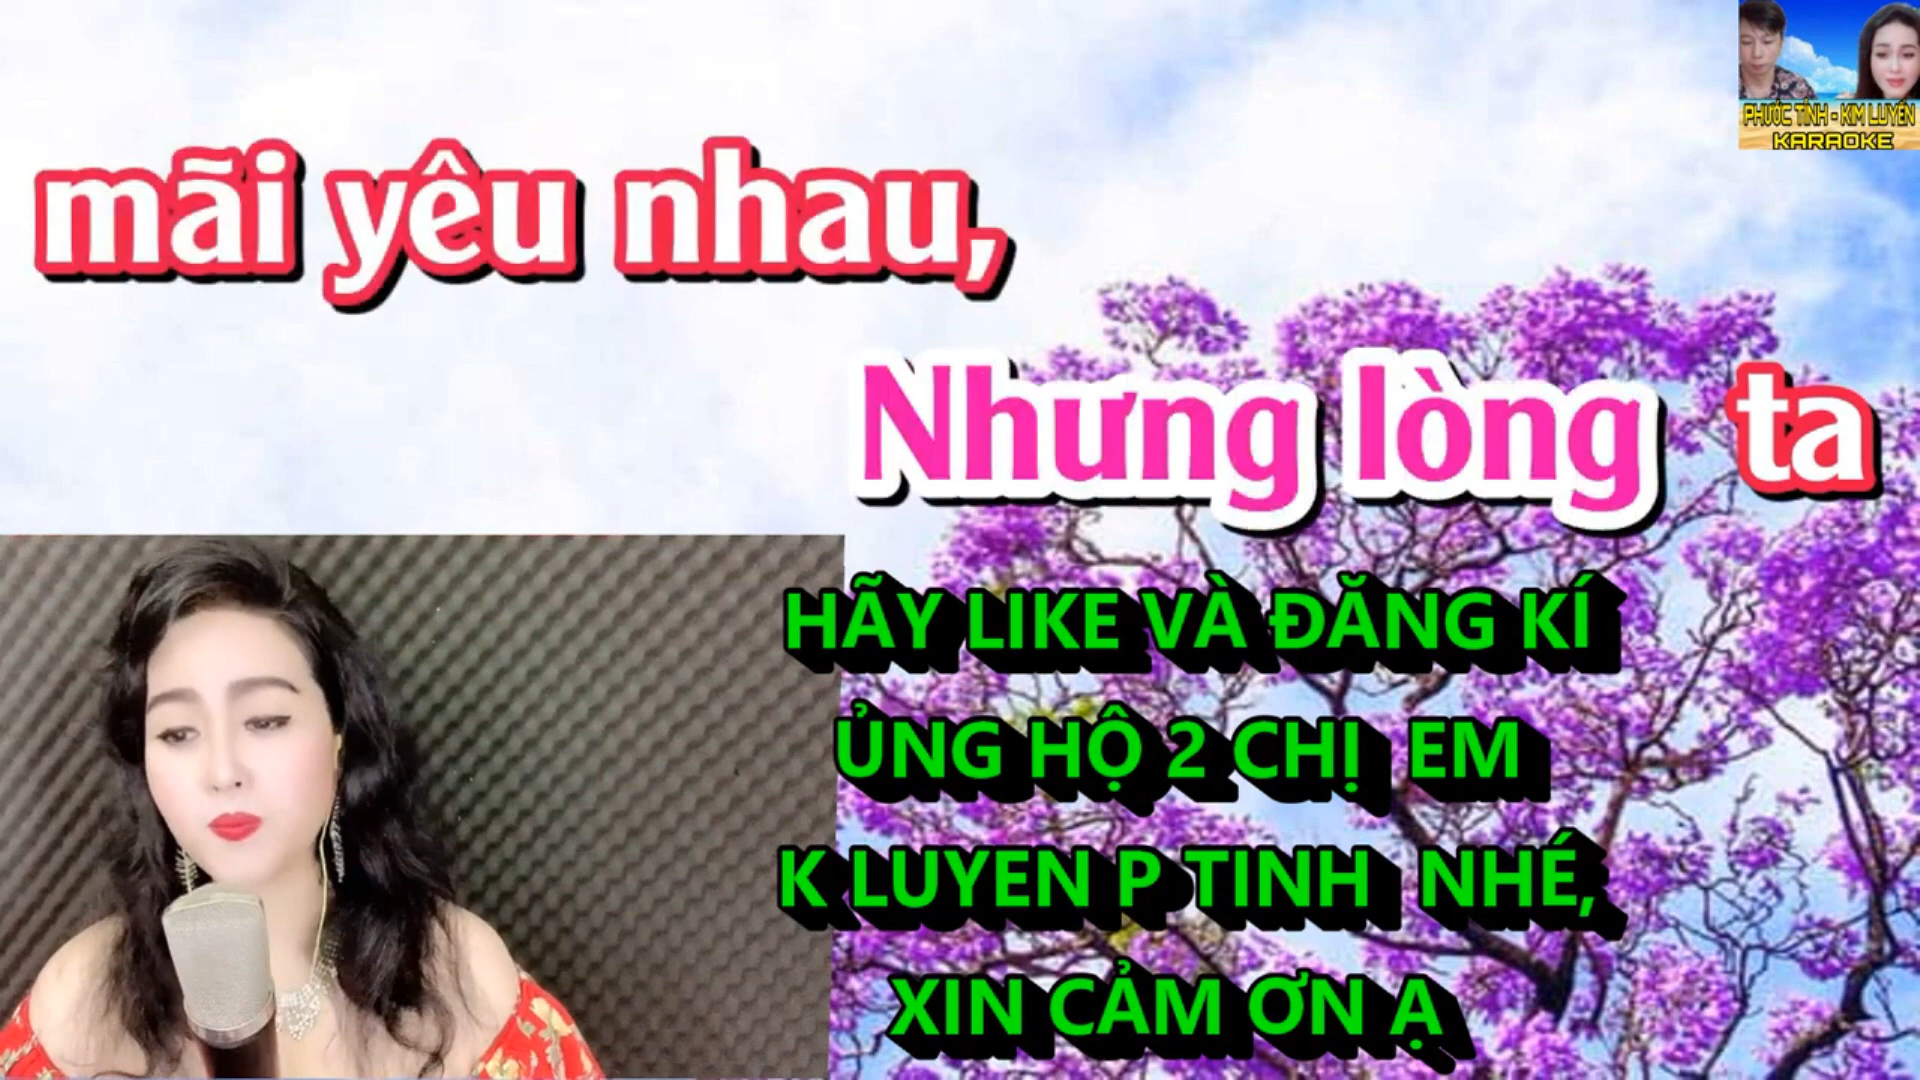 PHƯỚC TÍNH - KIM LUYẾN
KARAOKE
mãi yêu nhau,
Nhưng lòng ta
HÃY LIKE VÀ ĐĂNG KÍ
ỦNG HỘ 2 CHỊ EM
K LUYEN P TINH NHÉ,
XIN CẢM ƠN Ạ